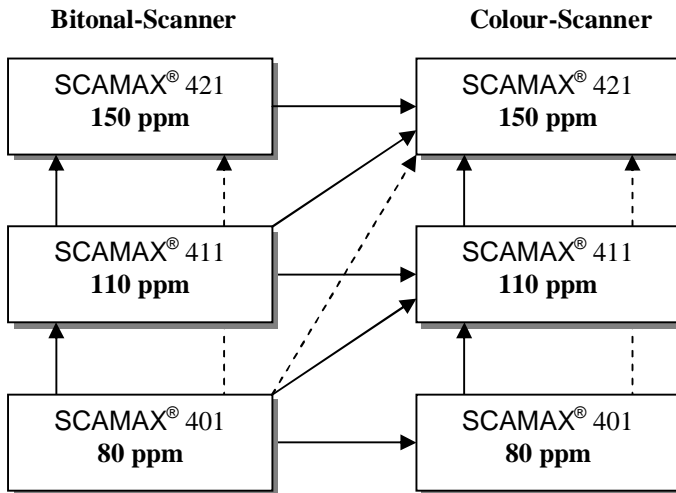 Bitonal-Scanner
Colour-Scanner
SCAMAX® 421
150 ppm
SCAMAX® 421
150 ppm
SCAMAX® 411
110 ppm
SCAMAX® 411
110 ppm
SCAMAX® 401
80 ppm
SCAMAX® 401
80 ppm